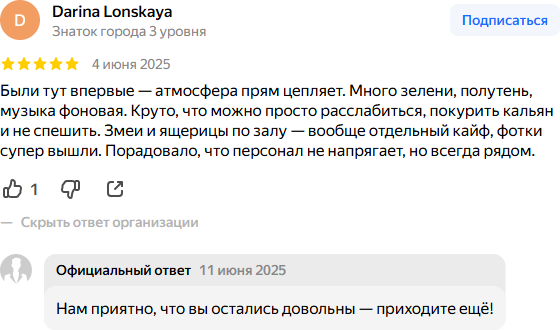 D
Darina Lonskaya
Подписаться
Знаток города 3 уровня
4 июня 2025
Были тут впервые — атмосфера прям цепляет. Много зелени, полутень,
музыка фоновая. Круто, что можно просто расслабиться, покурить кальян
и не спешить. Змеи и ящерицы по залу — вообще отдельный кайф, фотки
супер вышли. Порадовало, что персонал не напрягает, но всегда рядом.
1
— Скрыть ответ организации
Официальный ответ 11 июня 2025
Нам приятно, что вы остались довольны — приходите ещё!